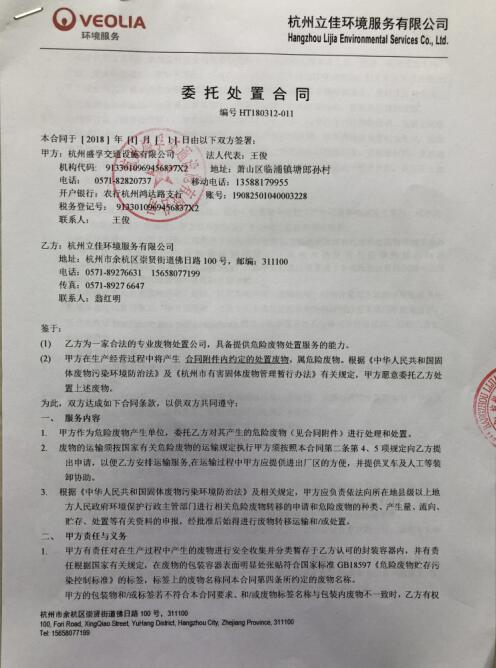 VEOLIA
环境服务
杭州立佳环境服务有限公司
Hangzhou Lijia Environmental Services Co., Ltd.
委托处置合同
编号 HT180312-011
本合同于 [ 2018 ] 年 [1] 月 [ 1 ] 日由以下双方签署：
甲方：杭州盛孚交通设施有限公司 法人代表：王俊
机构代码：9133010969456837X2 地址：萧山区临浦镇塘郎孙村
电话：0571-82820737 移动电话：13588179955
开户银行：农行杭州鸿达路支行 账号：19082501040003228
税务登记号：9133010969456837X2
联系人： 王俊
乙方：杭州立佳环境服务有限公司
地址：杭州市余杭区崇贤街道佛日路 100 号，邮编：311100
电话：0571-89276631 15658077199
传真：0571-8927 6647
联系人：翁红明
鉴于:
(1) 乙方为一家合法的专业废物处置公司，具备提供危险废物处置服务的能力。
(2) 甲方在生产经营过程中将产生 合同附件内约定的处置废物，属危险废物。根据《中华人民共和国固
体废物污染环境防治法》及《杭州市有害固体废物管理暂行办法》有关规定，甲方愿意委托乙方处
置上述废物。
为此，双方达成如下合同条款，以供双方共同遵守：
一、 服务内容
1. 甲方作为危险废物产生单位，委托乙方对其产生的危险废物（见合同附件）进行处理和处置。
2. 废物的运输须按国家有关危险废物的运输规定执行甲方须按照本合同第二条第 4、5 项规定向乙方提
出申请，以便乙方安排运输服务,在运输过程中甲方应提供进出厂区的方便，并提供叉车及人工等装
卸协助。
3. 根据《中华人民共和国固体废物污染环境防治法》及相关规定，甲方应负责依法向所在地县级以上地
方人民政府环境保护行政主管部门进行相关危险废物转移的申请和危险废物的种类、产生量、流向、
贮存、处置等有关资料的申报，经批准后始得进行废物转移运输和/或处置。
二、 甲方责任与义务
1. 甲方有责任对在生产过程中产生的废物进行安全收集并分类暂存于乙方认可的封装容器内，并有责
任根据国家有关规定，在废物的包装容器表面明显处张贴符合国家标准 GB18597《危险废物贮存污
染控制标准》的标签，标签上的废物名称同本合同第四条所约定的废物名称。
甲方的包装物和/或标签若不符合本合同要求、和/或废物标签名称与包装内废物不一致时，乙方有权
杭州市余杭区崇贤街道佛日路 100 号，311100
100, Fori Road, XingQiao Street, YuHang District, Hangzhou City, Zhejiang Province, 311100
Tel: 15658077199